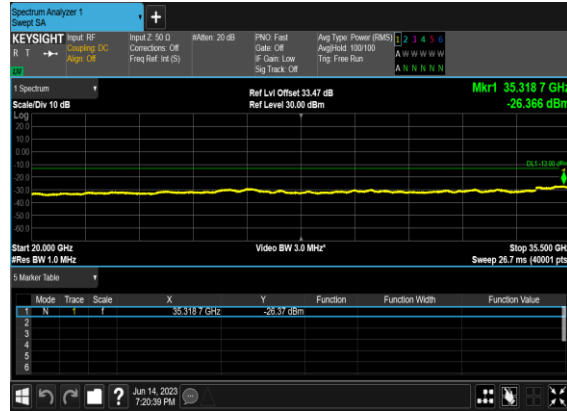 Spectrum Analyzer 1
Swept SA
+
KEYSIGHT Input: RF Input Z: 50 Ω #Atten: 20 dB PNO: Fast Avg Type: Power (RMS) 1 2 3 4 5 6
R T Coupling: DC Corrections: Off Gate: Off Avg|Hold: 100/100 A W W W W W
Align: Off Freq Ref: Int (S) IF Gain: Low Trig: Free Run
Sig Track: Off A N N N N N
1 Spectrum Ref Lvl Offset 33.47 dB Mkr1 35.318 7 GHz
Scale/Div 10 dB Ref Level 30.00 dBm -26.366 dBm
Log
20.0
10.0
0.00
-10.0
DL1 -13.00 dBm
-20.0
-30.0
-40.0
-50.0
-60.0
Start 20.000 GHz Video BW 3.0 MHz* Stop 35.500 GHz
#Res BW 1.0 MHz Sweep 26.7 ms (40001 pts)
5 Marker Table
Mode Trace Scale X Y Function Function Width Function Value
1 N 1 f 35.318 7 GHz -26.37 dBm
2
3
4
5
6
? Jun 14, 2023
7:20:39 PM